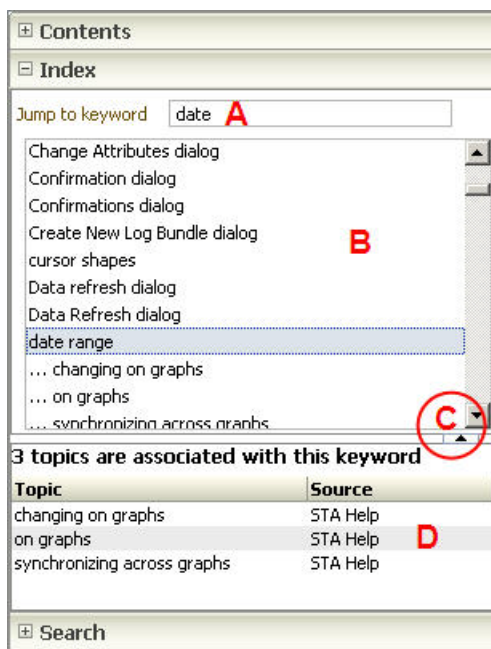 Contents
Index
Jump to keyword date A
Change Attributes dialog
Confirmation dialog
Confirmations dialog
Create New Log Bundle dialog
B
cursor shapes
Data refresh dialog
Data Refresh dialog
date range
... changing on graphs
... on graphs
... synchronizing across graphs
C
3 topics are associated with this keyword
Topic Source
changing on graphs STA Help
on graphs STA Help D
synchronizing across graphs STA Help
Search